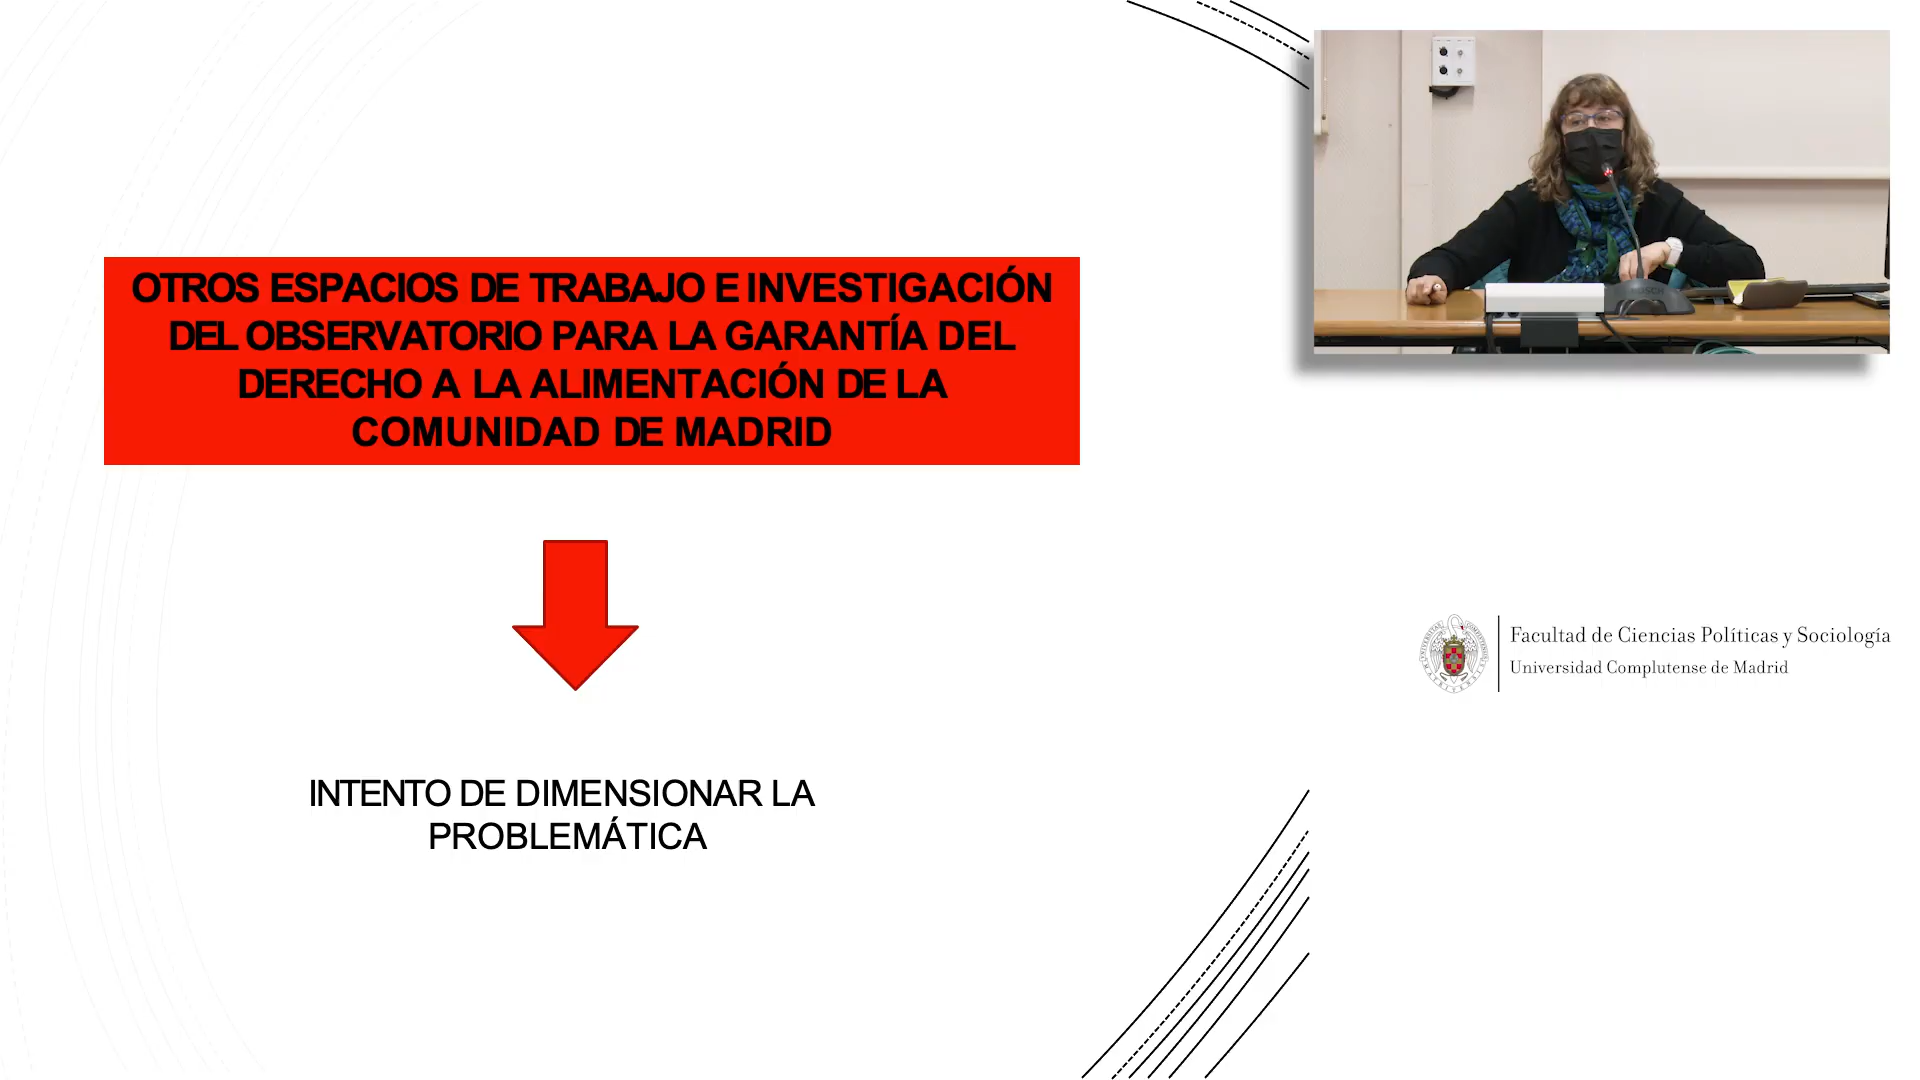 OTROS ESPACIOS DE TRABAJO E INVESTIGACIÓN
DEL OBSERVATORIO PARA LA GARANTÍA DEL
DERECHO A LA ALIMENTACIÓN DE LA
COMUNIDAD DE MADRID
INTENTO DE DIMENSIONAR LA
PROBLEMÁTICA
Facultad de Ciencias Políticas y Sociología
Universidad Complutense de Madrid